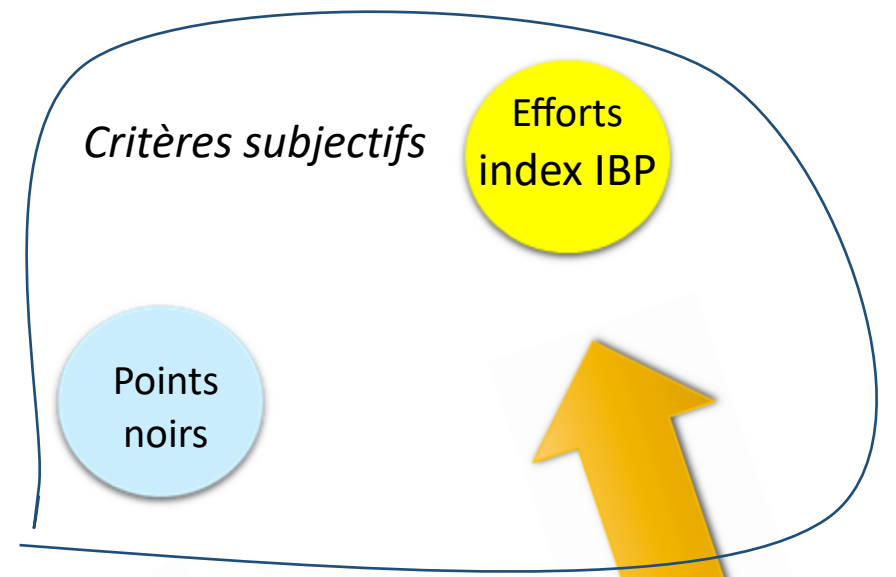 Critères subjectifs
Efforts
index IBP
Points
noirs